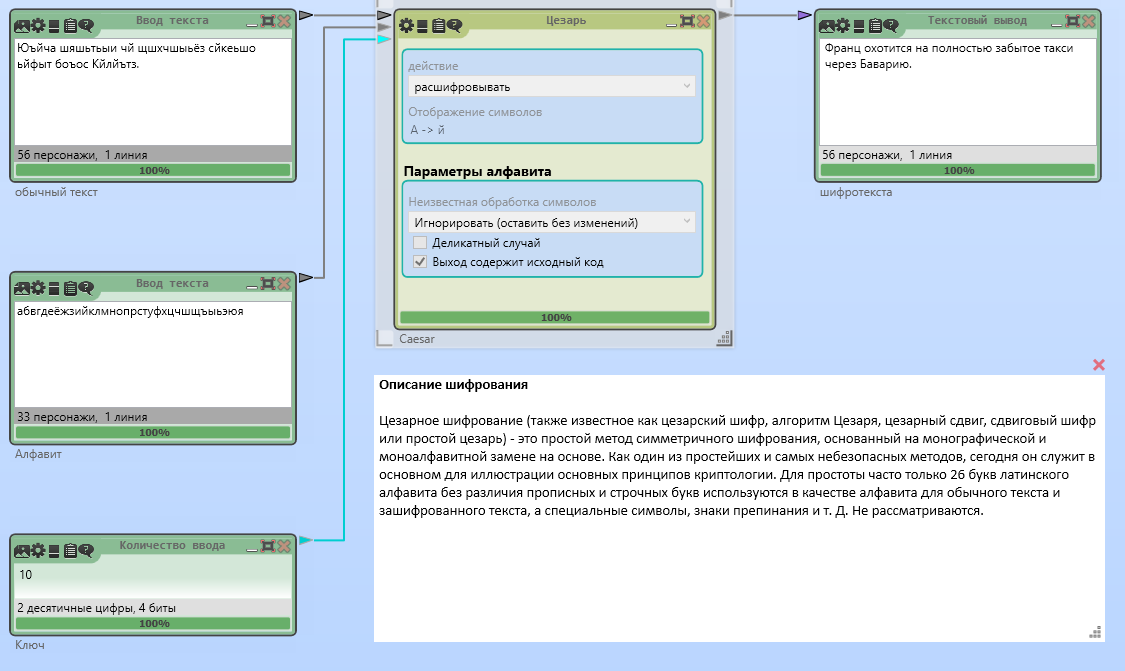 Ввод текста
Юъйча шяшьтыьи чй щшхчшыьёз сйкеьшо
ьйфыт боъос Кйлйътз.
56 персонажи, 1 линия
100%
обычный текст
Ввод текста
абвгдеёжзийклмнопрстуфхцчшщъыьэюя
33 персонажи, 1 линия
100%
Алфавит
Количество ввода
10
2 десятичные цифры, 4 биты
100%
Ключ
Цезарь
действие
расшифровывать
Отображение символов
А -> й
Параметры алфавита
Неизвестная обработка символов
Игнорировать (оставить без изменений)
Деликатный случай
Выход содержит исходный код
100%
Caesar
Текстовый вывод
Франц охотится на полностью забытое такси
через Баварию.
56 персонажи, 1 линия
100%
шифротекста
Описание шифрования
Цезарное шифрование (также известное как цезарский шифр, алгоритм Цезаря, цезарный сдвиг, сдвиговый шифр
или простой цезарь) - это простой метод симметричного шифрования, основанный на монографической и
моноалфавитной замене на основе. Как один из простейших и самых небезопасных методов, сегодня он служит в
основном для иллюстрации основных принципов криптологии. Для простоты часто только 26 букв латинского
алфавита без различия прописных и строчных букв используются в качестве алфавита для обычного текста и
зашифрованного текста, а специальные символы, знаки препинания и т. Д. Не рассматриваются.